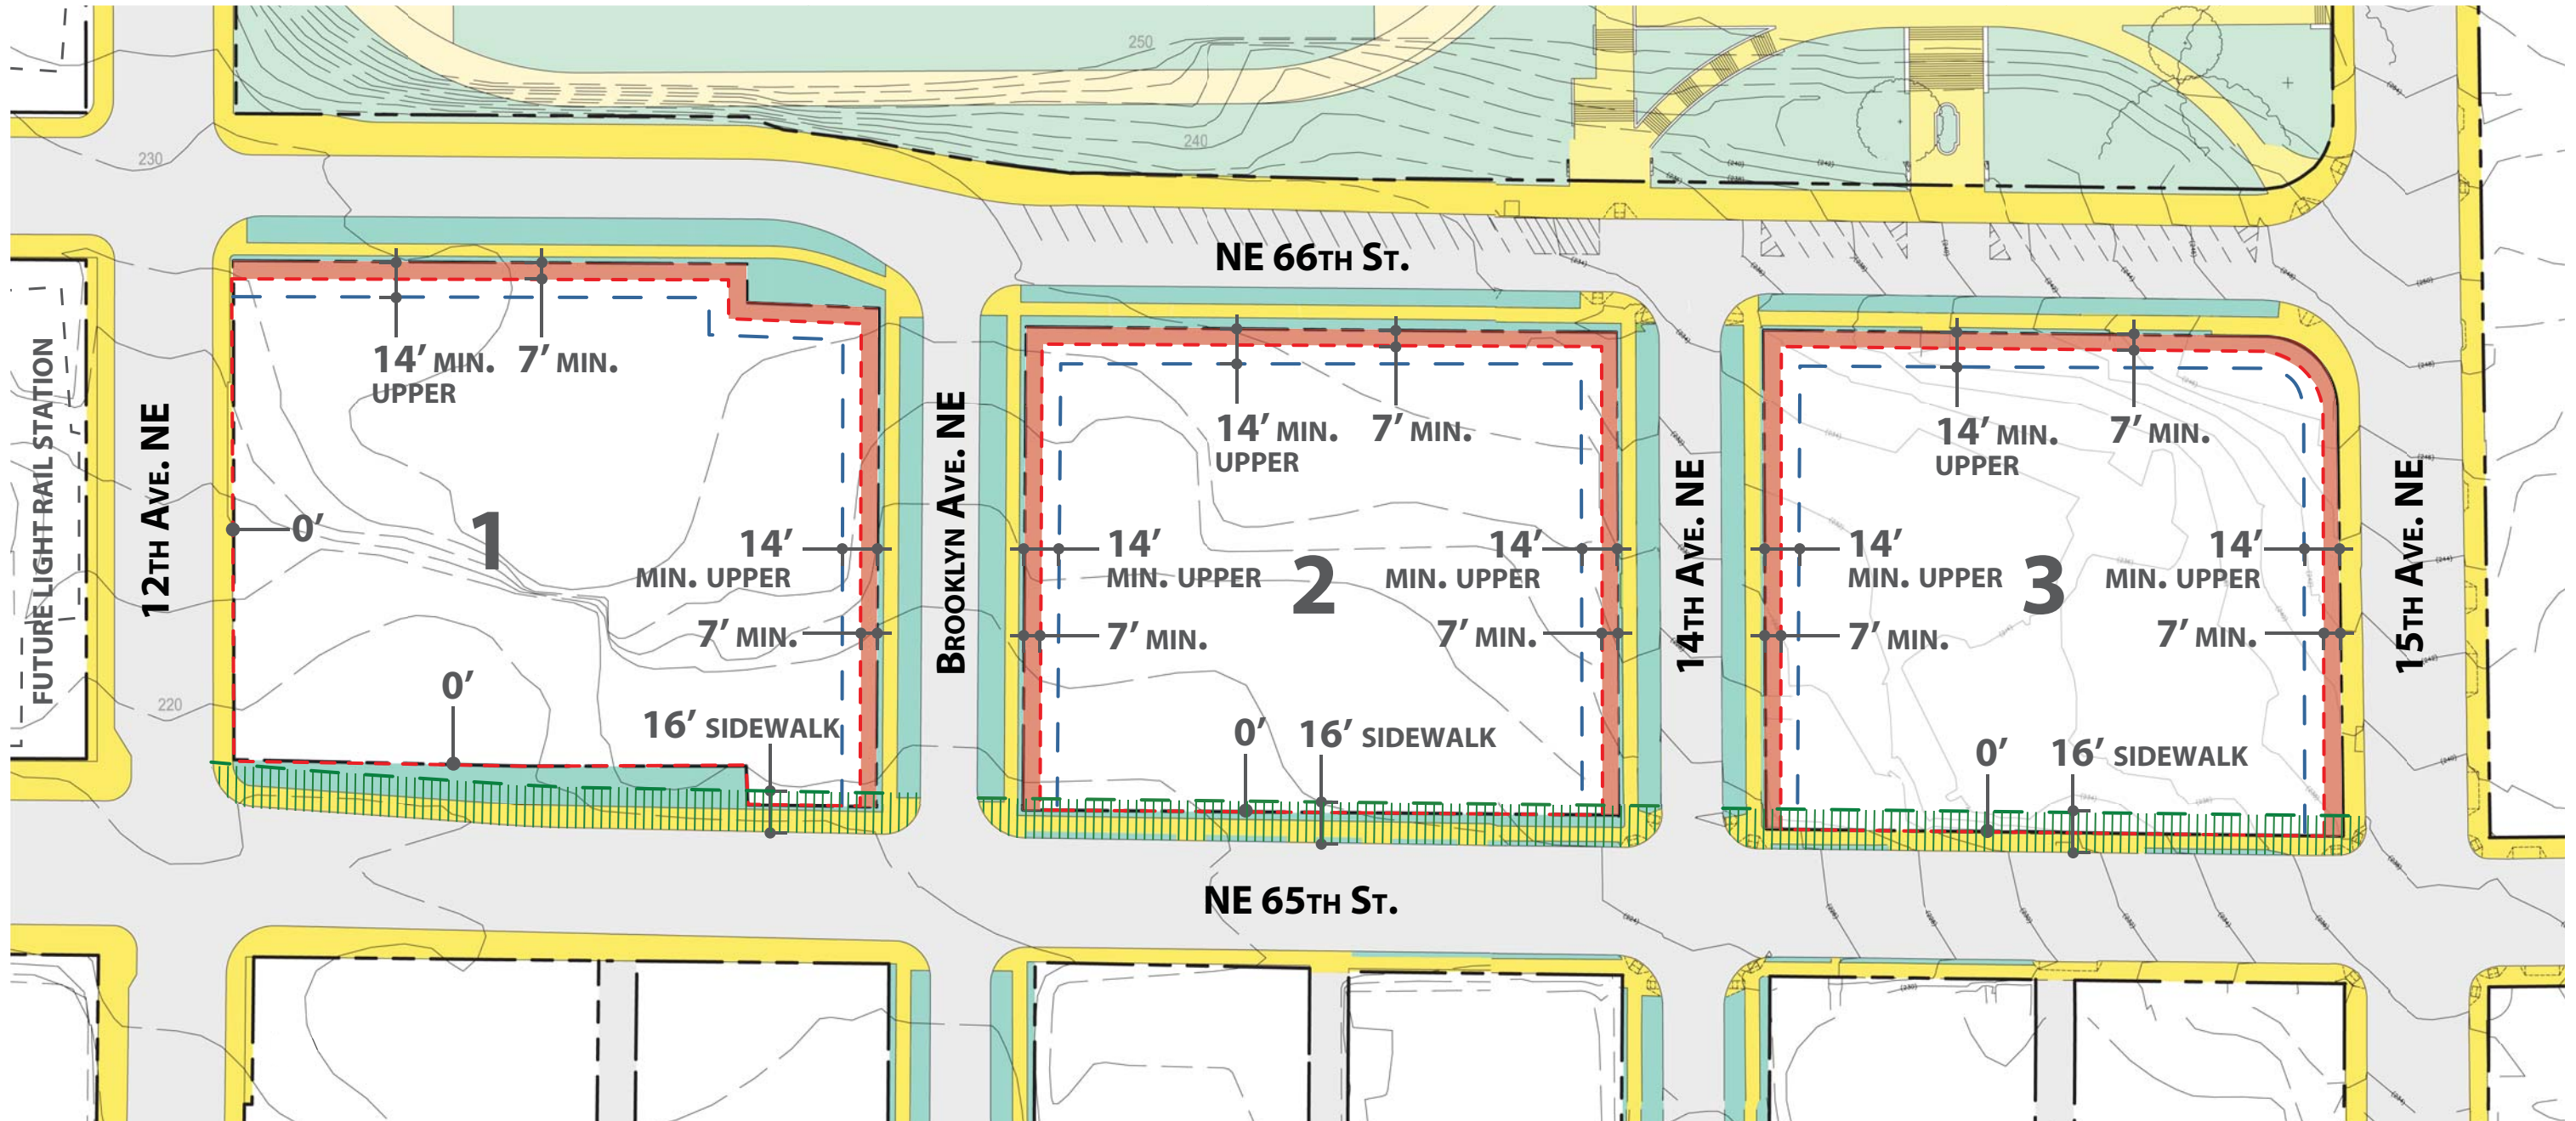 250
240
230
NE 66TH ST.
14' MIN.
UPPER
7' MIN.
14' MIN.
UPPER
7' MIN.
14' MIN.
UPPER
7' MIN.
FUTURE LIGHT RAIL STATION
12TH AVE. NE
BROOKLYN AVE. NE
14TH AVE. NE
15TH AVE. NE
0'
1
14'
MIN. UPPER
7' MIN.
14'
MIN. UPPER
7' MIN.
2
14'
MIN. UPPER
7' MIN.
14'
MIN. UPPER
7' MIN.
3
14'
MIN. UPPER
7' MIN.
220
0'
16' SIDEWALK
0'
16' SIDEWALK
0'
16' SIDEWALK
NE 65TH ST.